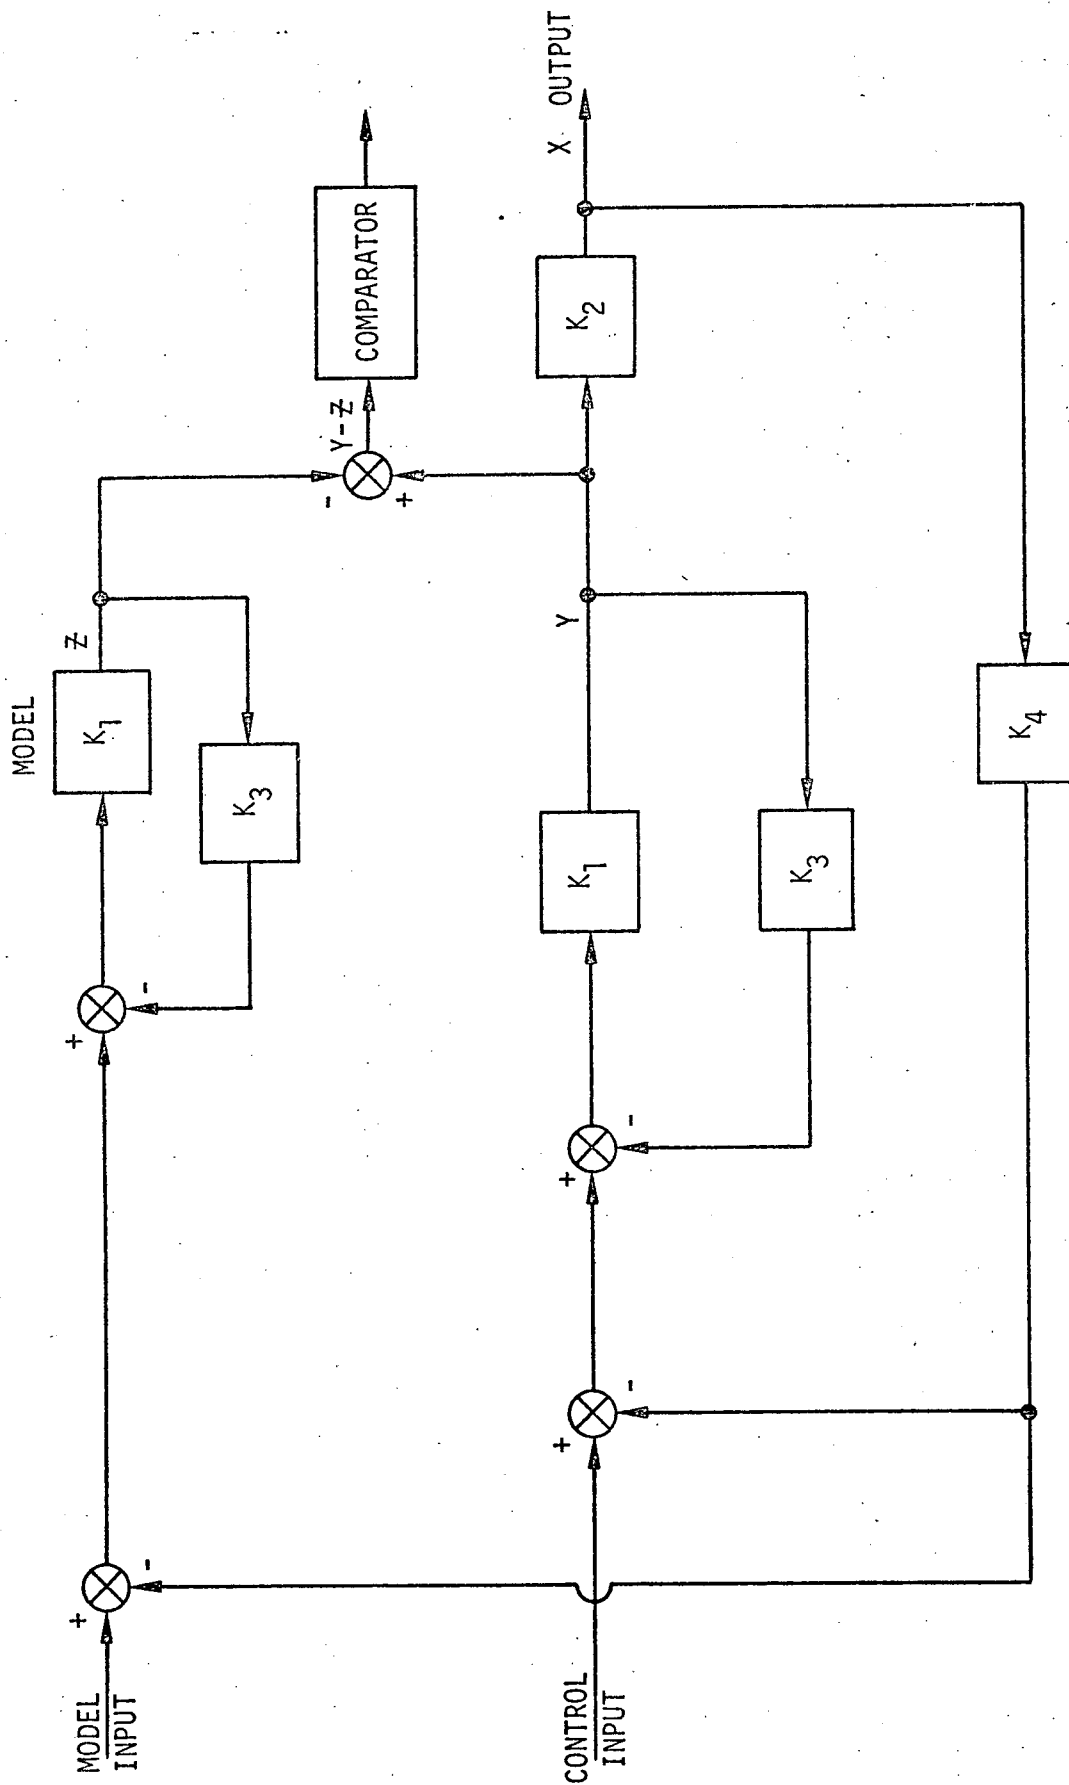 MODEL
INPUT
+
-
+
-
MODEL
K1
Z
K3
-
+
Y-Z
COMPARATOR
CONTROL
INPUT
+
-
+
-
K1
Y
K3
K2
X OUTPUT
K4